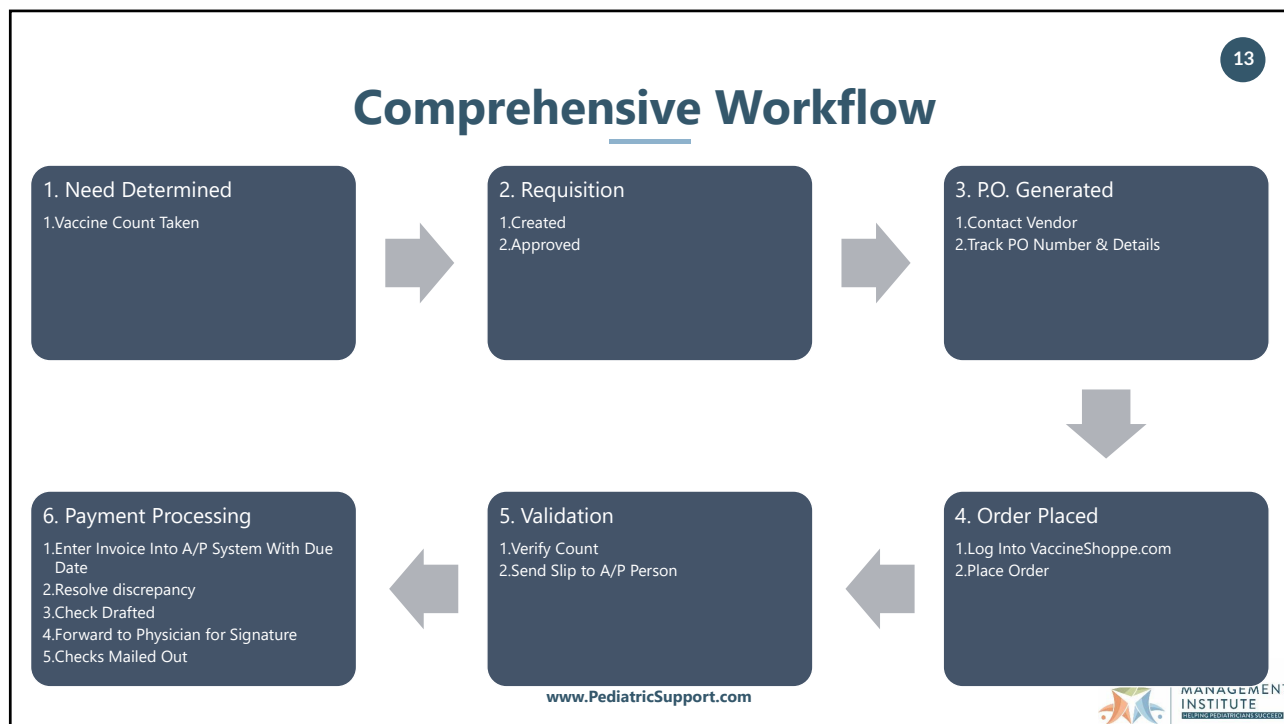 13
Comprehensive Workflow
1. Need Determined
1.Vaccine Count Taken
2. Requisition
1.Created
2.Approved
3. P.O. Generated
1.Contact Vendor
2.Track PO Number & Details
4. Order Placed
1.Log Into VaccineShoppe.com
2.Place Order
5. Validation
1.Verify Count
2.Send Slip to A/P Person
6. Payment Processing
1.Enter Invoice Into A/P System With Due
Date
2.Resolve discrepancy
3.Check Drafted
4.Forward to Physician for Signature
5.Checks Mailed Out
www.PediatricSupport.com
MANAGEMENT
INSTITUTE
HELPING PEDIATRICIANS SUCCEED